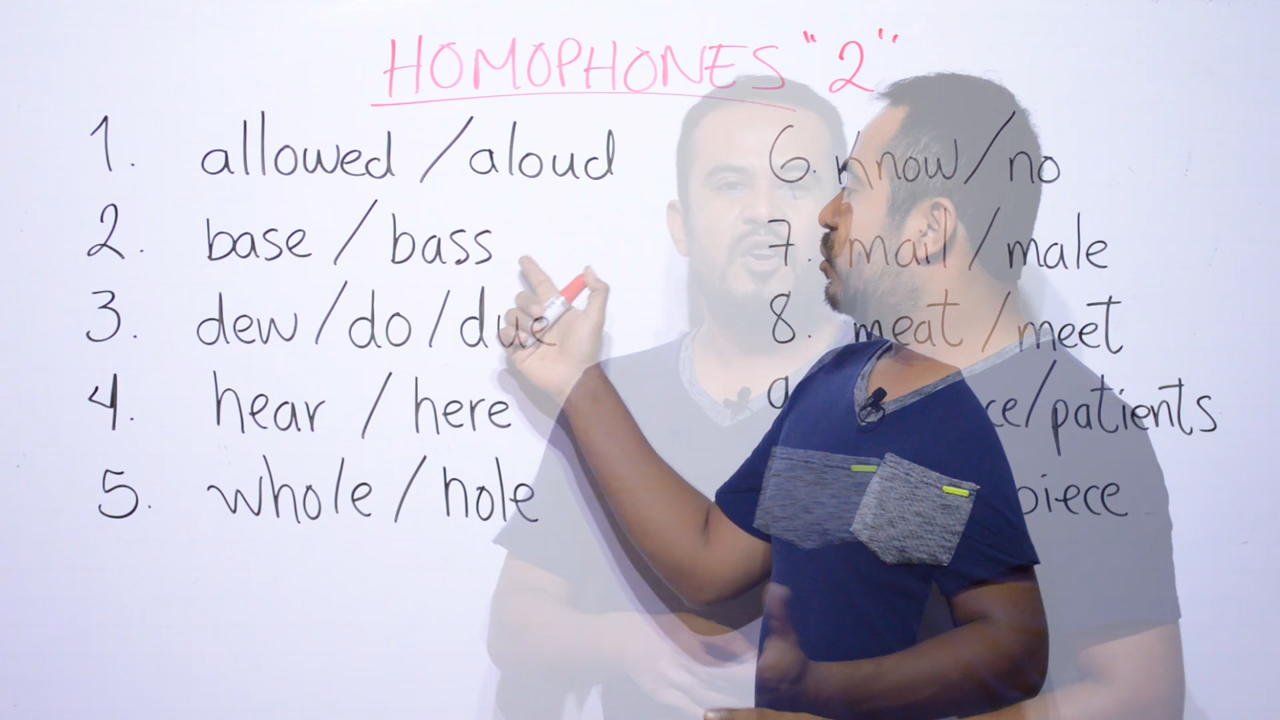 HOMOPHONES "2"
1. allowed / aloud
2. base / bass
3. dew / do / due
4. hear / here
5. whole / hole
6. know / no
7. mail / male
8. meat / meet
9 /patients
piece